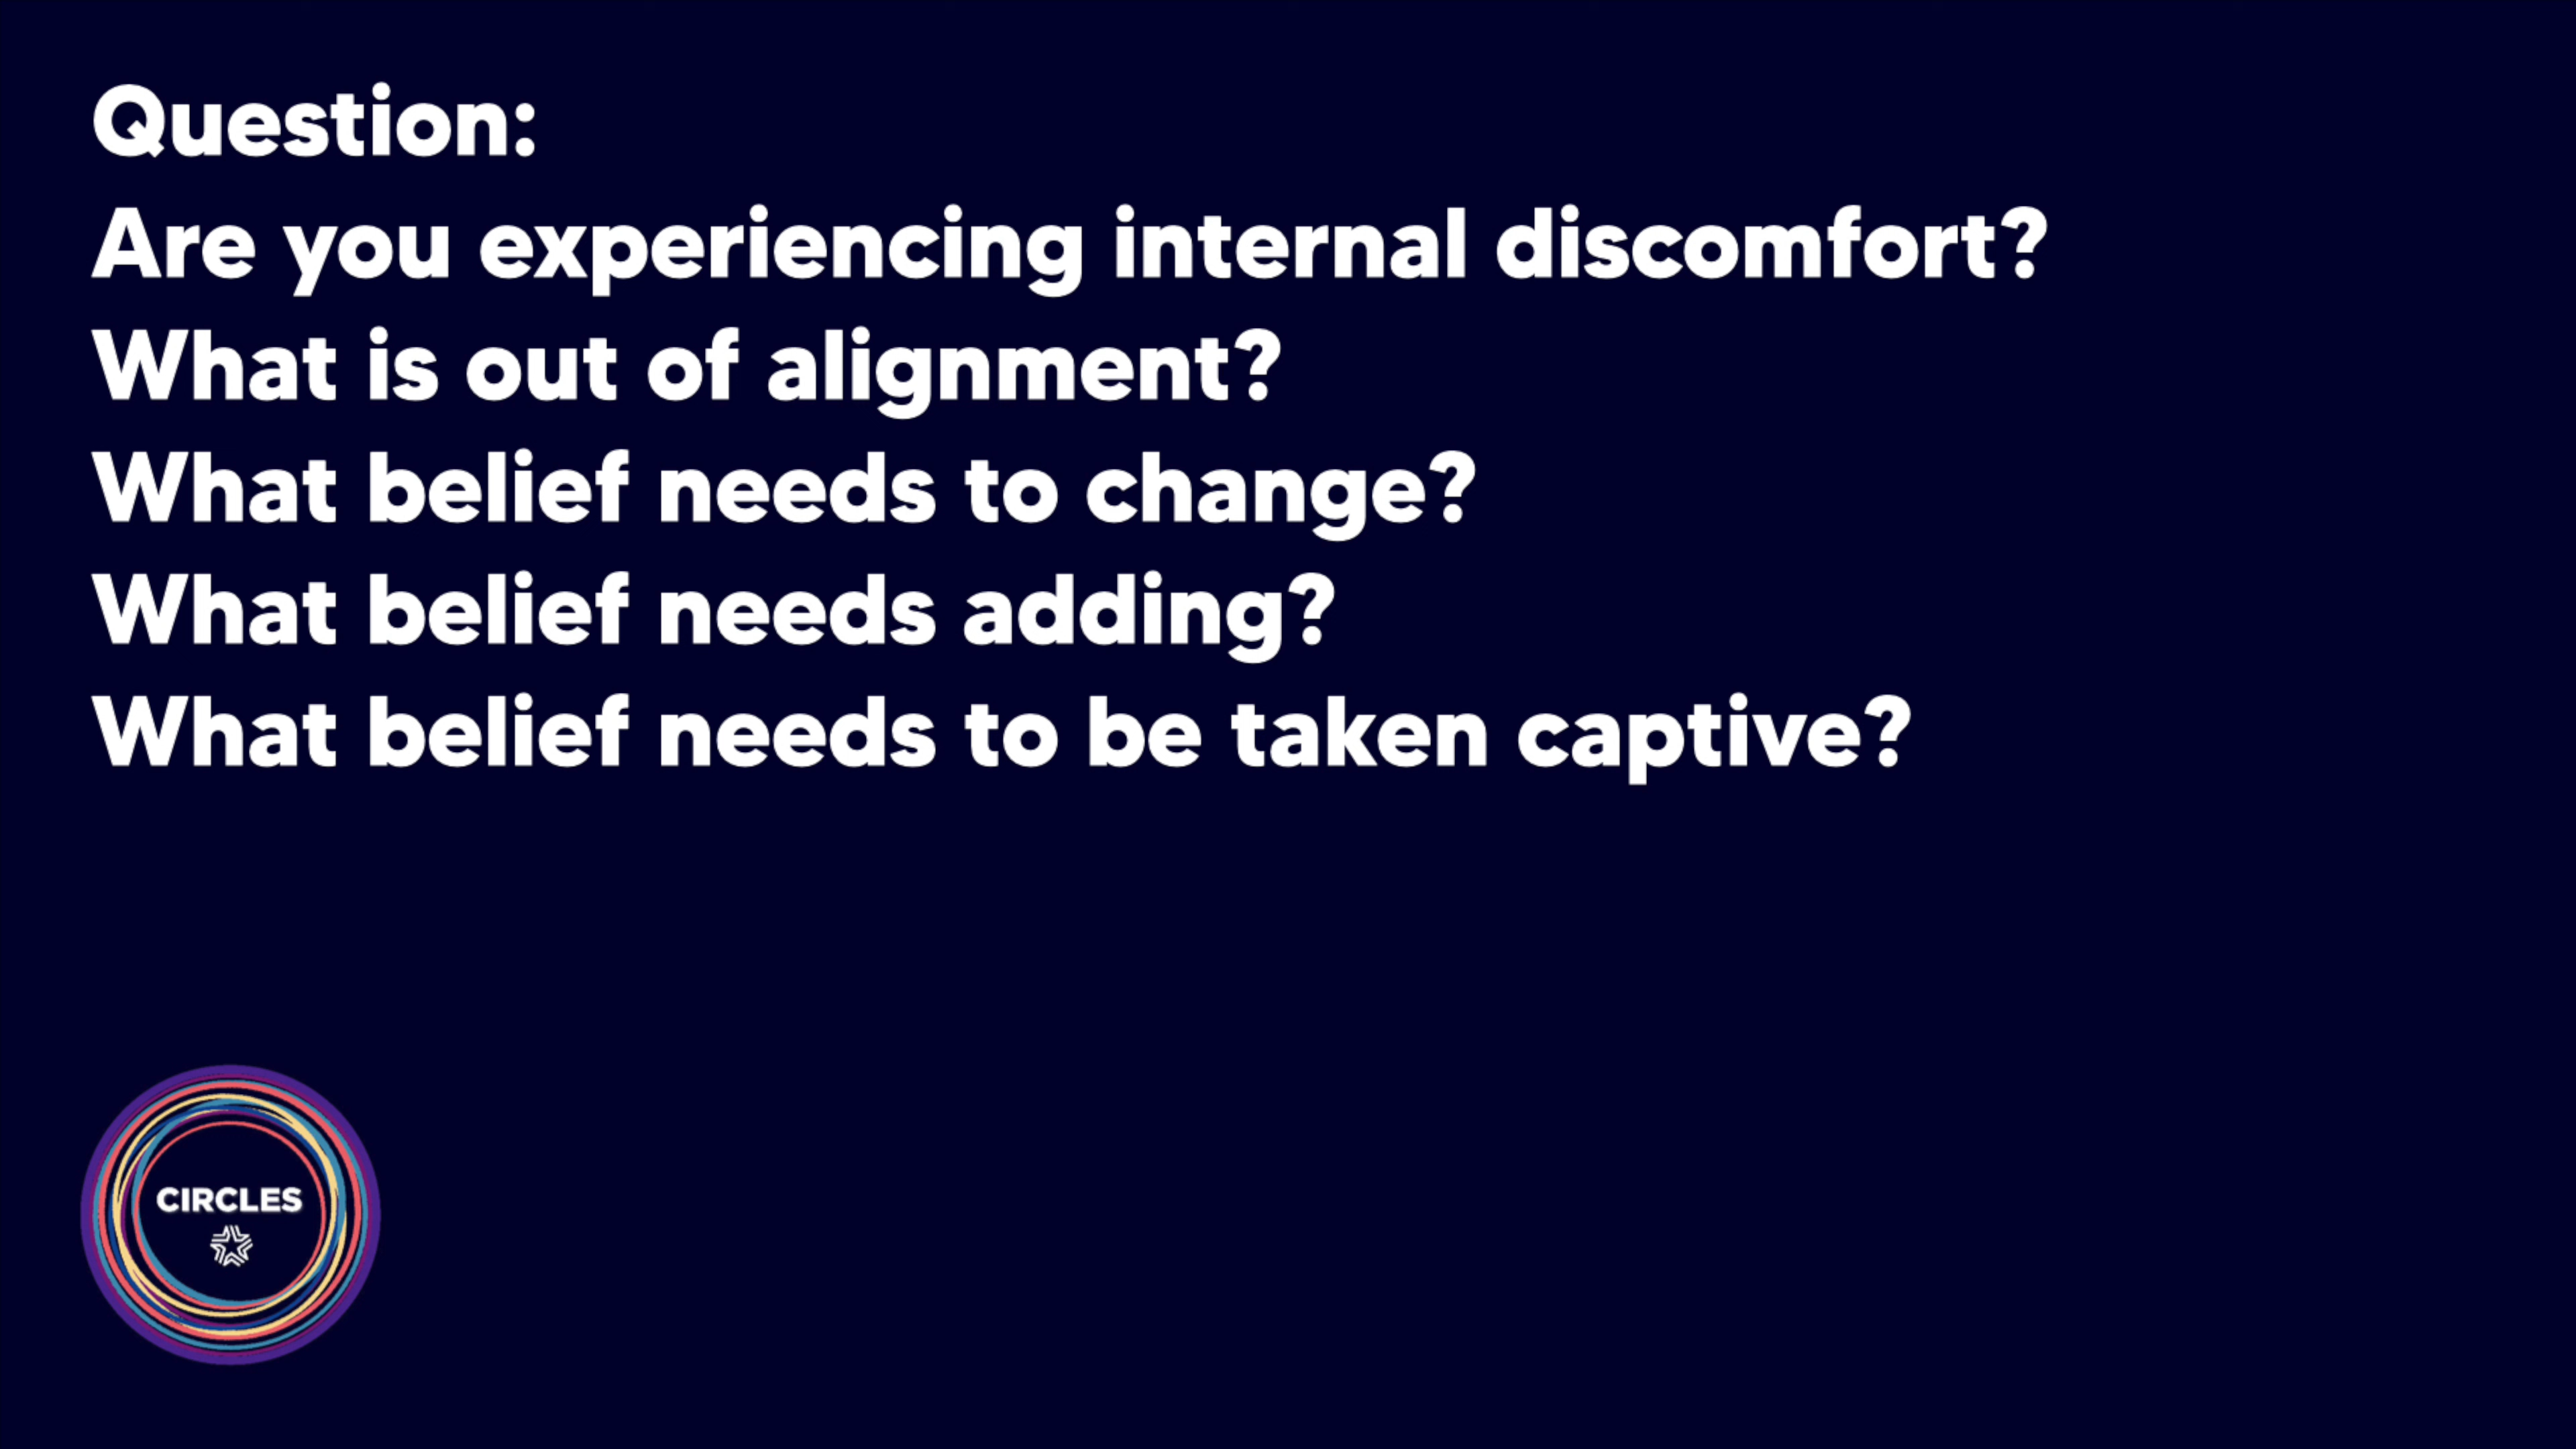 Question:
Are you experiencing internal discomfort?
What is out of alignment?
What belief needs to change?
What belief needs adding?
What belief needs to be taken captive?
CIRCLES